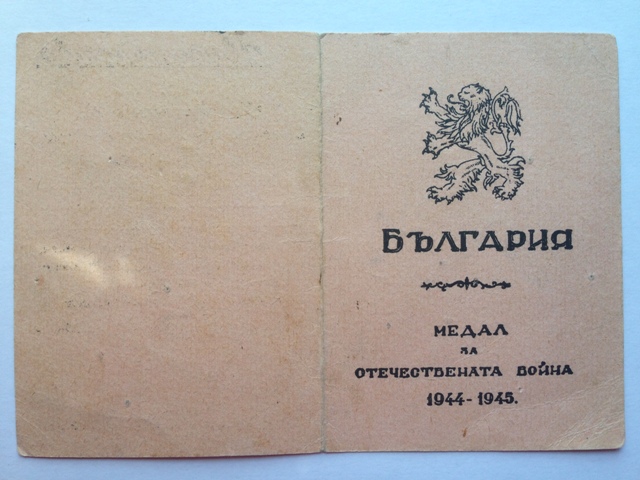 БЪЛГАРИЯ
МЕДАЛ
ЗА
ОТЕЧЕСТВЕНАТА ВОЙНА
1944-1945.